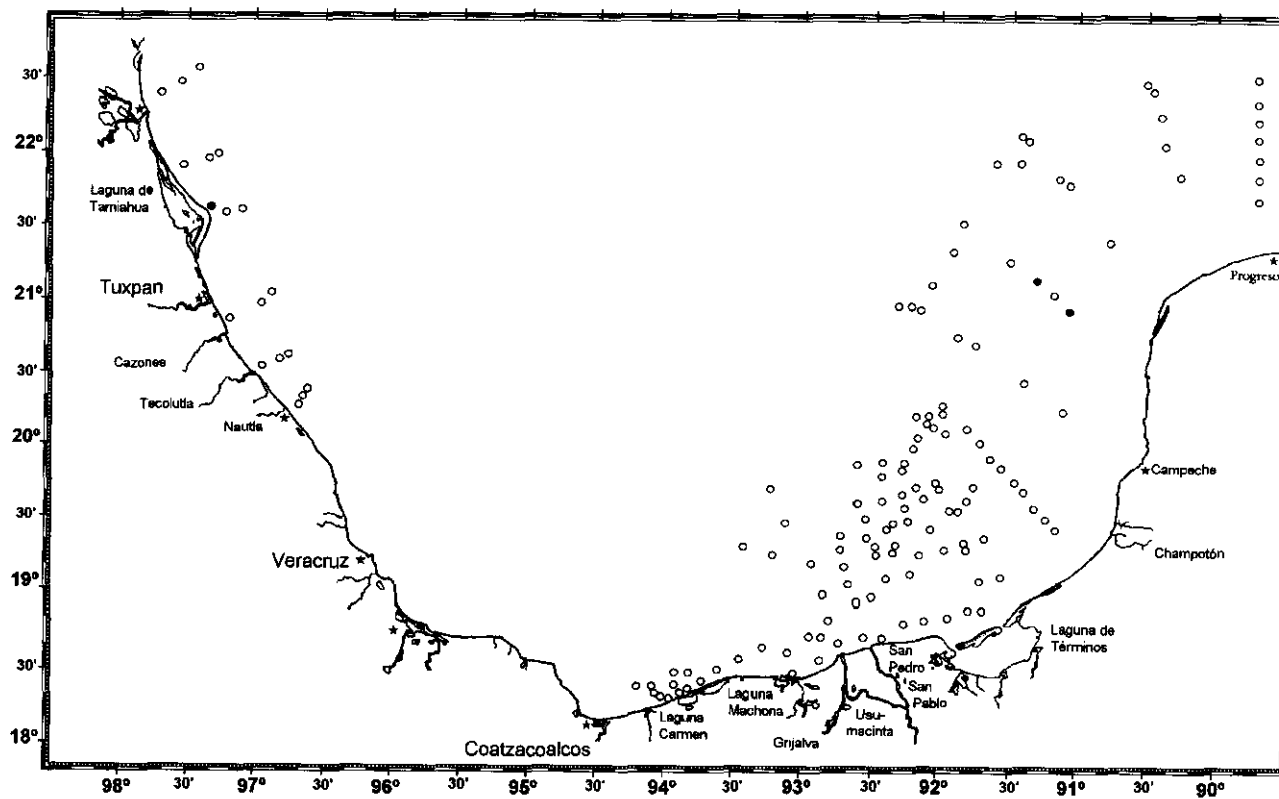 30'
22º
Laguna de
Tamiahua
30'
Tuxpan
21º
Cazones
30'
Tecolutla
Nautla
20º
30'
Veracruz
19º
30'
18º
Coatzacoalcos
Laguna
Carmen
Laguna
Machona
Grijalva
Usu-
macinta
San
Pedro
San
Pablo
Laguna de
Términos
Champotón
Campeche
Progreso
98º
30'
97º
30'
96º
30'
95º
30'
94º
30'
93º
30'
92º
30'
91º
30'
90º